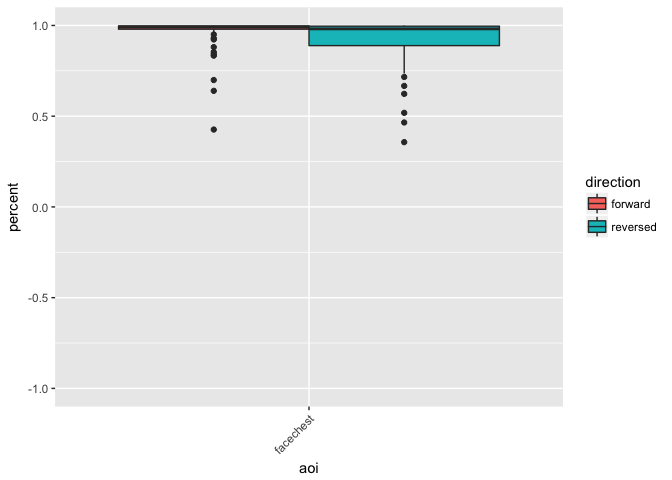 1.0
0.5
0.0
-0.5
-1.0
percent
facechest
aoi
direction
forward
reversed